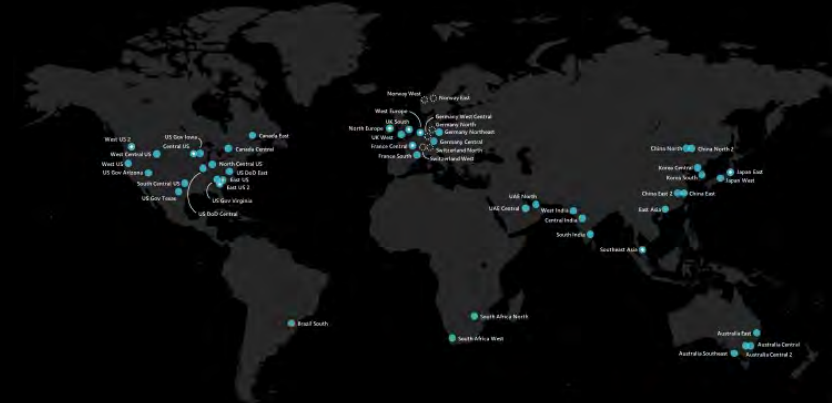 West US 2
US Gov Iowa
Central US
West Central US
West US
US Gov Arizona
South Central US
US Gov Texas
Canada East
Canada Central
North Central US
US DoD East
East US
East US 2
US Gov Virginia
US DoD Central
Brazil South
Norway West
Norway East
West Europe
UK South
North Europe
UK West
France Central
France South
Germany West Central
Germany North
Germany Northeast
Germany Central
Switzerland North
Switzerland West
UAE North
UAE Central
West India
Central India
South India
South Africa North
South Africa West
China North
China North 2
Korea Central
Korea South
Japan East
Japan West
China East 2
China East
East Asia
Southeast Asia
Australia East
Australia Central
Australia Southeast
Australia Central 2